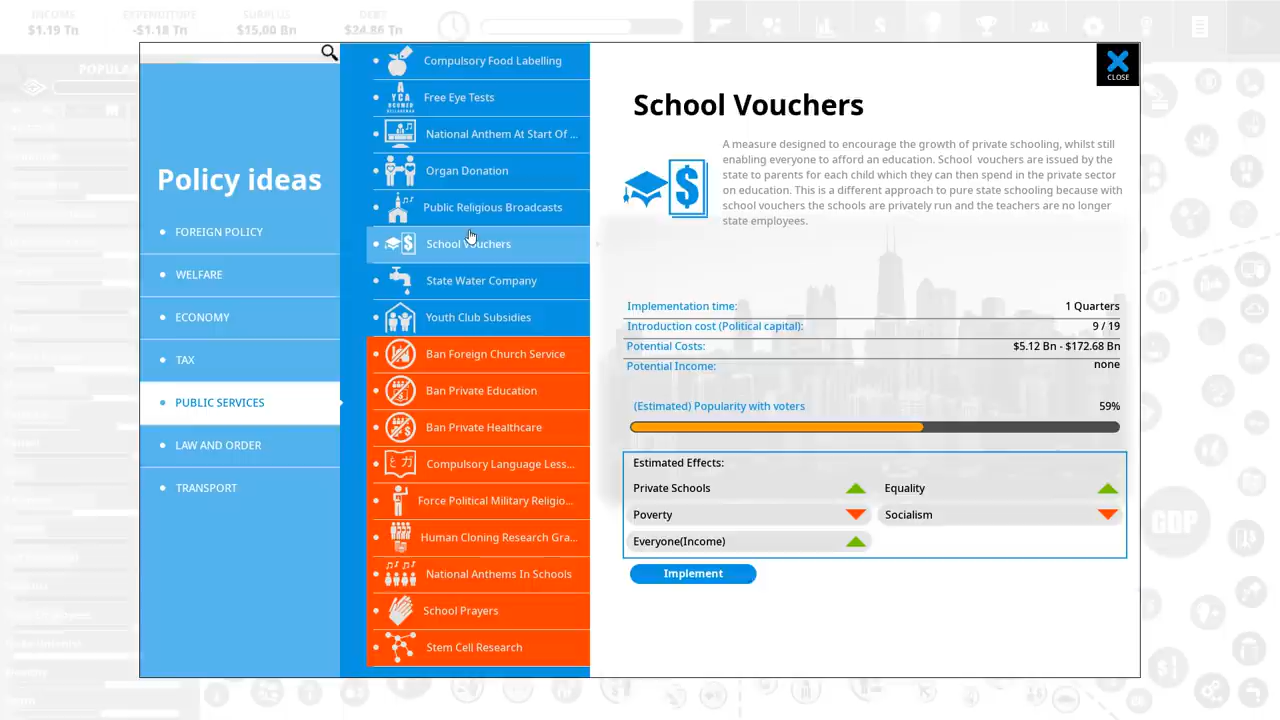 INCOME
EXPENDITURE
SURPLUS
DEBT
$1.19 Tn
-$1.18 Tn
$15.00 Bn
$24.86 Tn
CLOSE
Policy ideas
FOREIGN POLICY
WELFARE
ECONOMY
TAX
PUBLIC SERVICES
LAW AND ORDER
TRANSPORT
Compulsory Food Labelling
Free Eye Tests
National Anthem At Start Of ...
Organ Donation
Public Religious Broadcasts
School Vouchers
State Water Company
Youth Club Subsidies
Ban Foreign Church Service
Ban Private Education
Ban Private Healthcare
Compulsory Language Less...
Force Political Military Religio...
Human Cloning Research Gra...
National Anthems In Schools
School Prayers
Stem Cell Research
School Vouchers
A measure designed to encourage the growth of private schooling, whilst still
enabling everyone to afford an education. School vouchers are issued by the
state to parents for each child which they can then spend in the private sector
on education. This is a different approach to pure state schooling because with
school vouchers the schools are privately run and the teachers are no longer
state employees.
Implementation time: 1 Quarters
Introduction cost (Political capital): 9 / 19
Potential Costs: $5.12 Bn - $172.68 Bn
Potential Income: none
(Estimated) Popularity with voters 59%
Estimated Effects:
Private Schools
Equality
Poverty
Socialism
Everyone(Income)
Implement
GDP